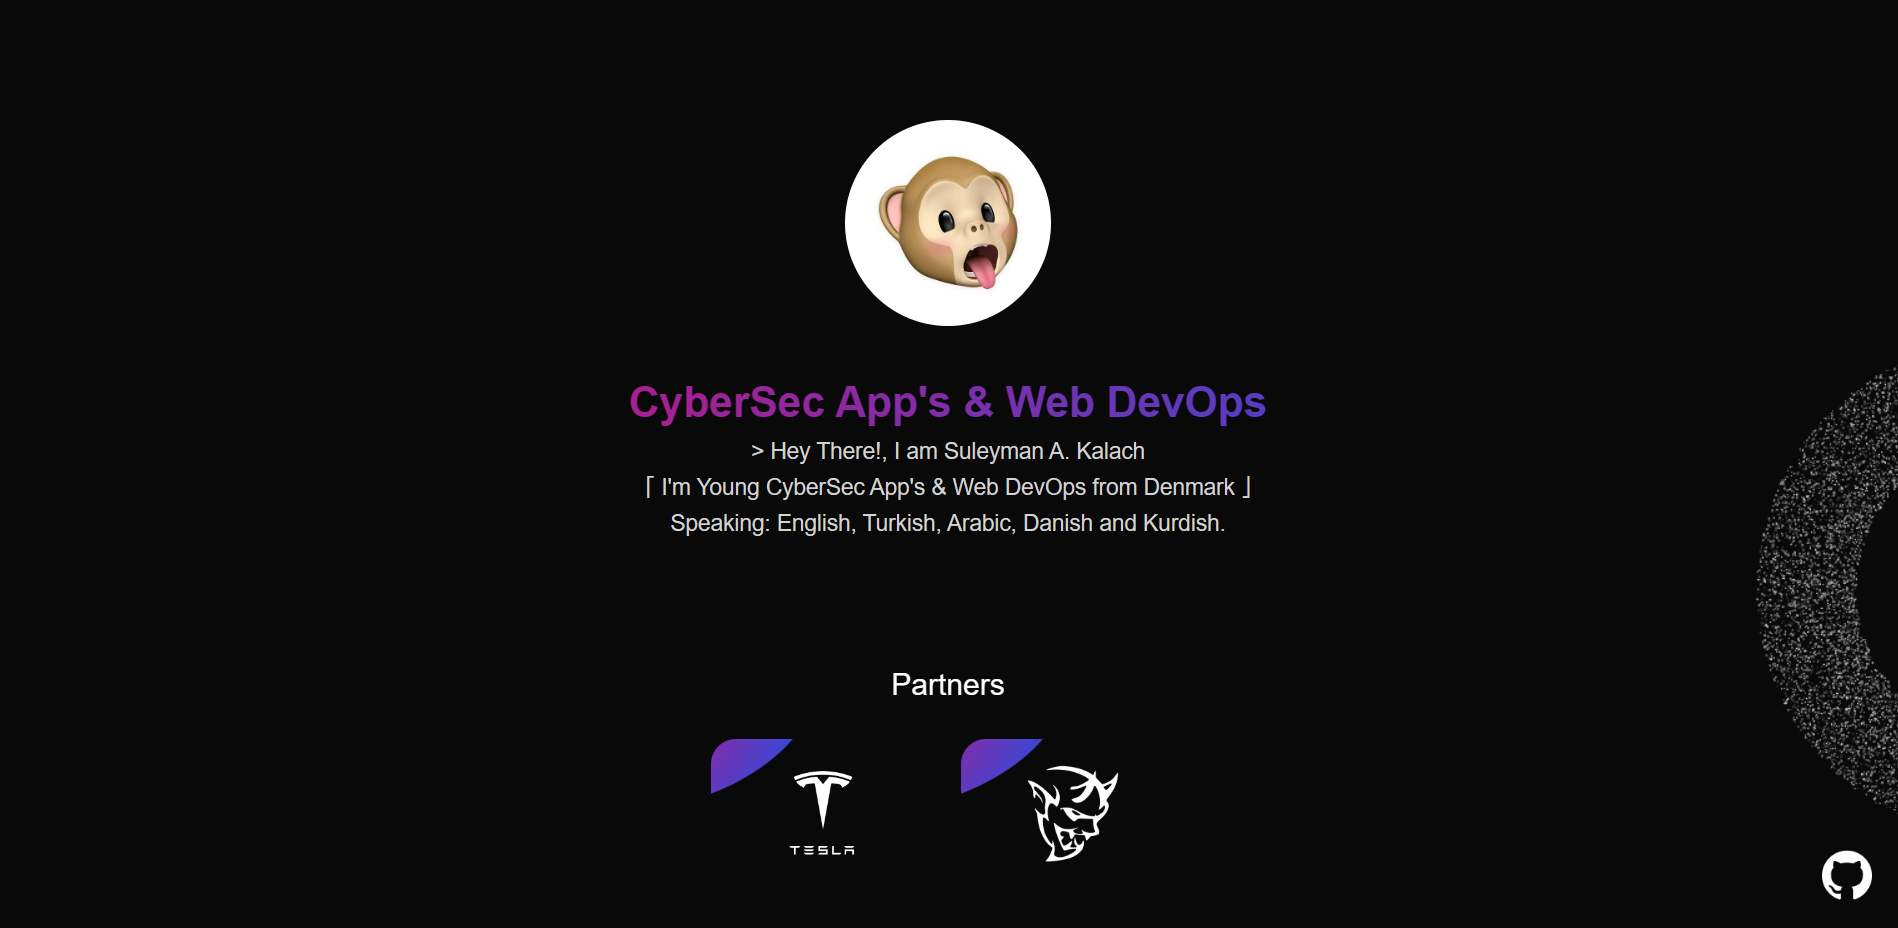 CyberSec App's & Web DevOps
> Hey There!, I am Suleyman A. Kalach
⌈ I'm Young CyberSec App's & Web DevOps from Denmark ⌋
Speaking: English, Turkish, Arabic, Danish and Kurdish.
Partners
TESLA